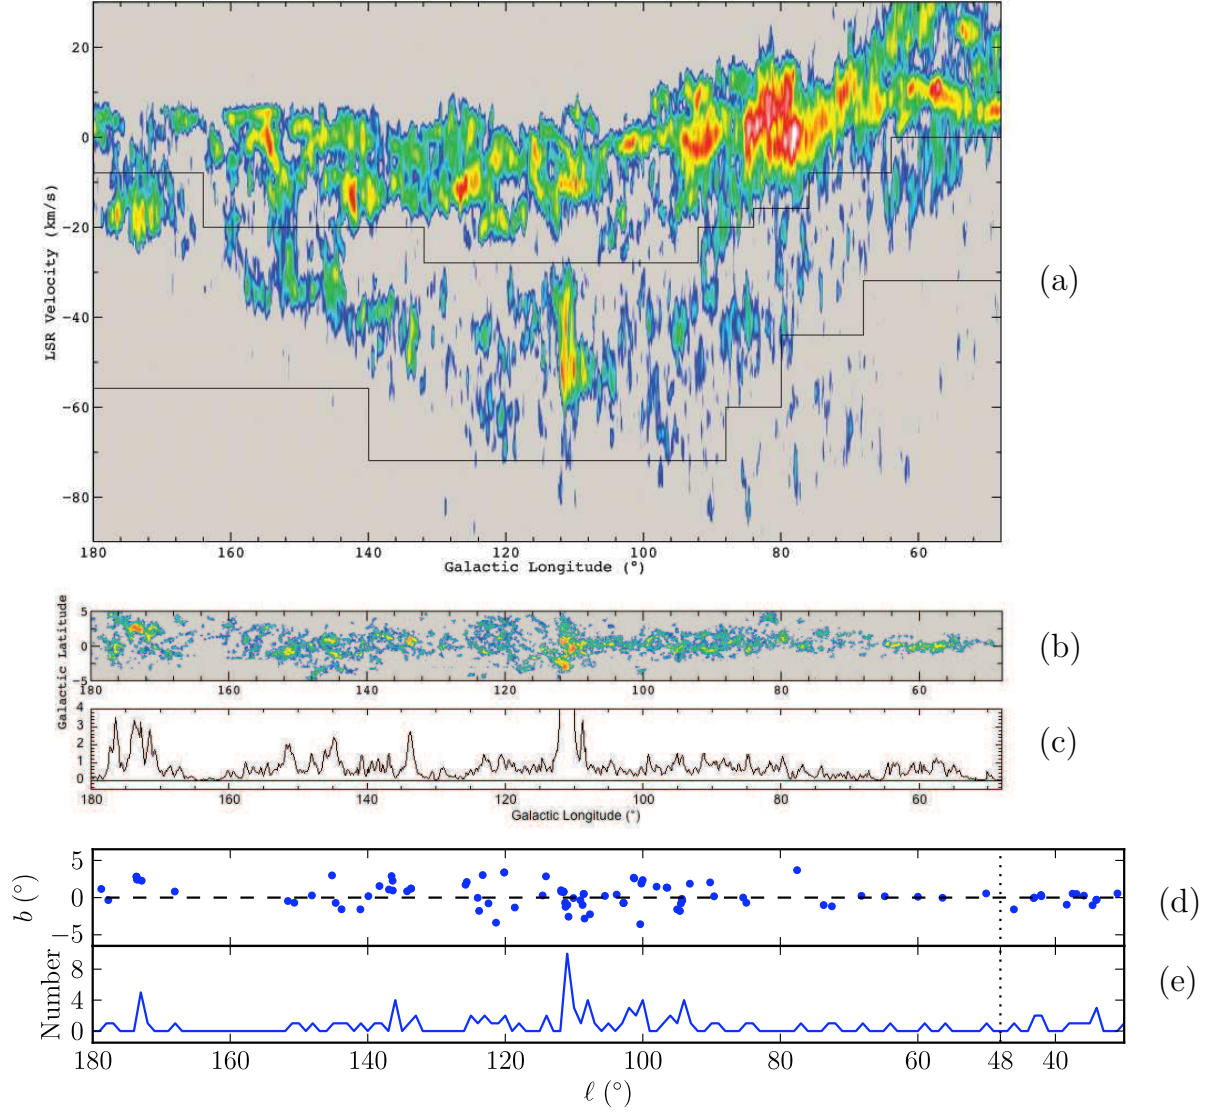 20
0
−20
−40
−60
−80
LSR Velocity (km/s)
180 160 140 120 100 80 60
Galactic Longitude (°)
(a)
5
0
−5
Galactic Latitude
180 160 140 120 100 80 60
(b)
4
3
2
1
0
180 160 140 120 100 80 60
Galactic Longitude (°)
(c)
5
0
−5
b (°)
(d)
8
4
0
Number
(e)
180 160 140 120 100 80 60 48 40
ℓ (°)